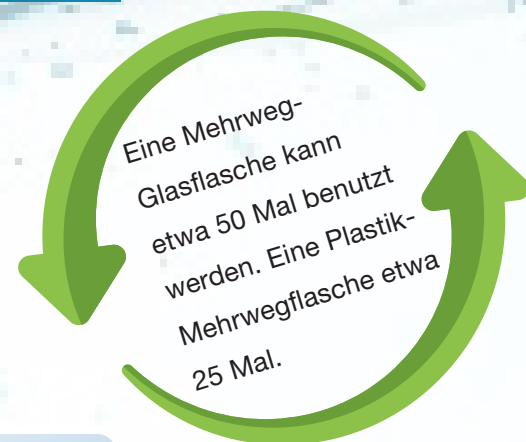 Eine Mehrweg-
Glasflasche kann
etwa 50 Mal benutzt
werden. Eine Plastik-
Mehrwegflasche etwa
25 Mal.